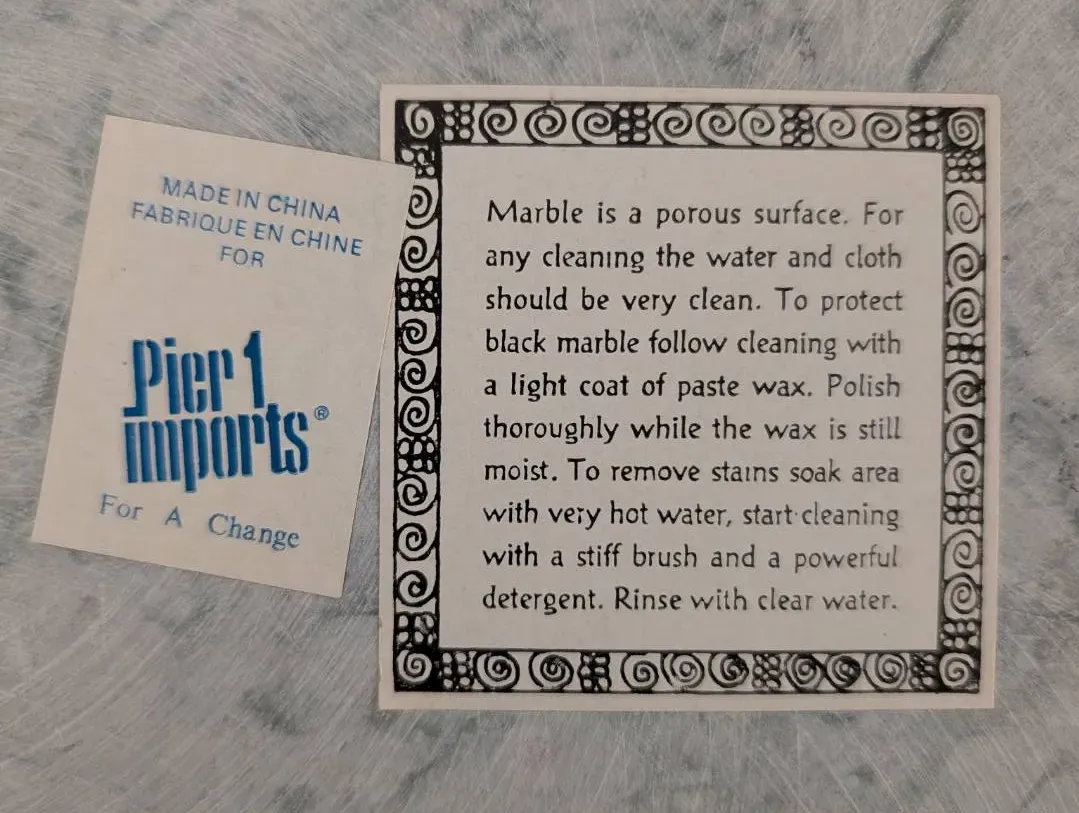 MADE IN CHINA
FABRIQUE EN CHINE
FOR
Pier 1
imports®
For A Change
Marble is a porous surface. For
any cleaning the water and cloth
should be very clean. To protect
black marble follow cleaning with
a light coat of paste wax. Polish
thoroughly while the wax is still
moist. To remove stains soak area
with very hot water, start cleaning
with a stiff brush and a powerful
detergent. Rinse with clear water.